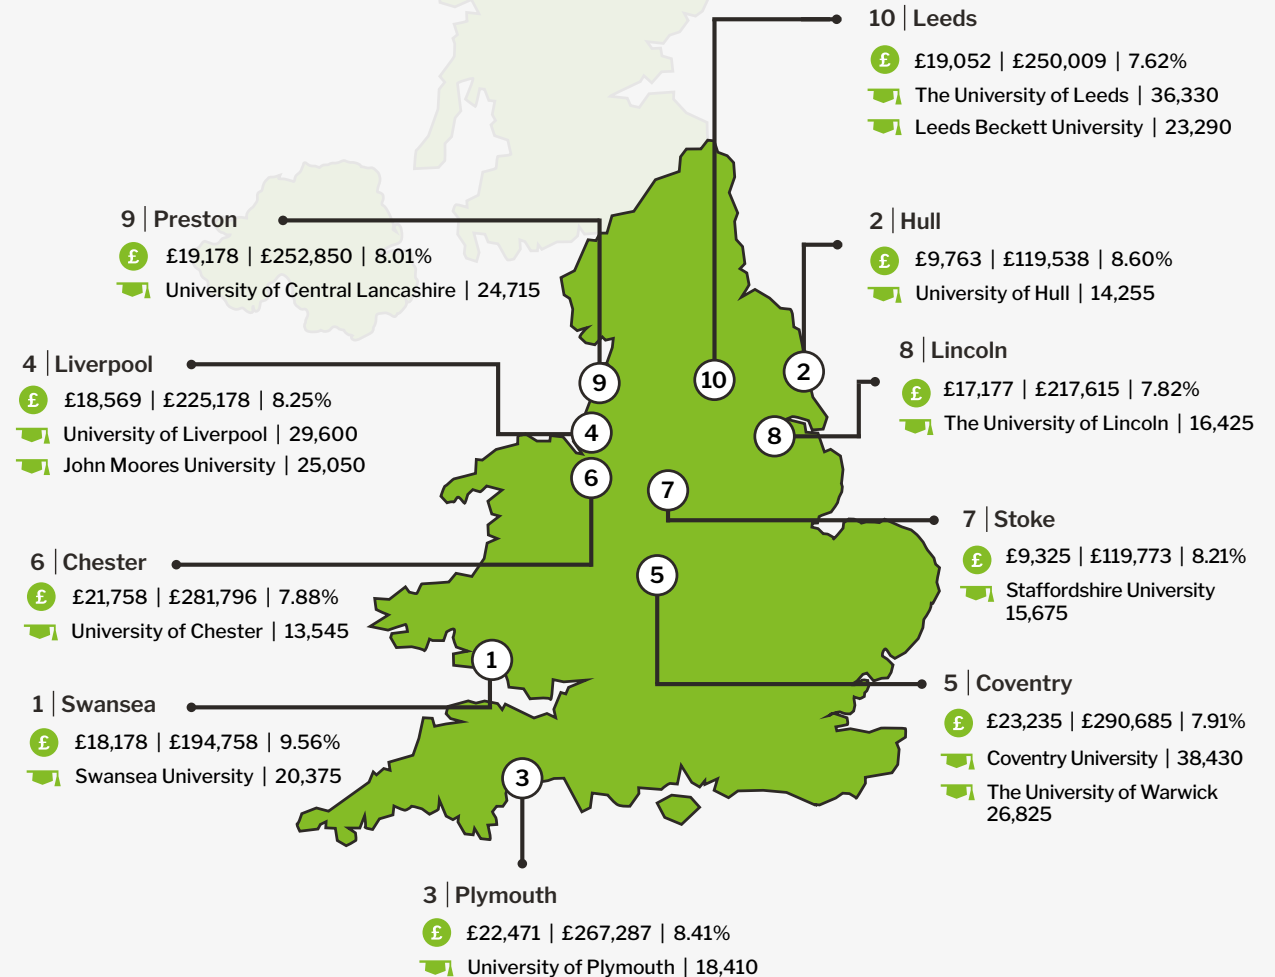 10 | Leeds
£ £19,052 | £250,009 | 7.62%
The University of Leeds | 36,330
Leeds Beckett University | 23,290
9 | Preston
£ £19,178 | £252,850 | 8.01%
University of Central Lancashire | 24,715
2 | Hull
£ £9,763 | £119,538 | 8.60%
University of Hull | 14,255
4 | Liverpool
£ £18,569 | £225,178 | 8.25%
University of Liverpool | 29,600
John Moores University | 25,050
8 | Lincoln
£ £17,177 | £217,615 | 7.82%
The University of Lincoln | 16,425
6 | Chester
£ £21,758 | £281,796 | 7.88%
University of Chester | 13,545
7 | Stoke
£ £9,325 | £119,773 | 8.21%
Staffordshire University
15,675
1 | Swansea
£ £18,178 | £194,758 | 9.56%
Swansea University | 20,375
5 | Coventry
£ £23,235 | £290,685 | 7.91%
Coventry University | 38,430
The University of Warwick
26,825
3 | Plymouth
£ £22,471 | £267,287 | 8.41%
University of Plymouth | 18,410
9
10
2
4
8
6
7
5
1
3